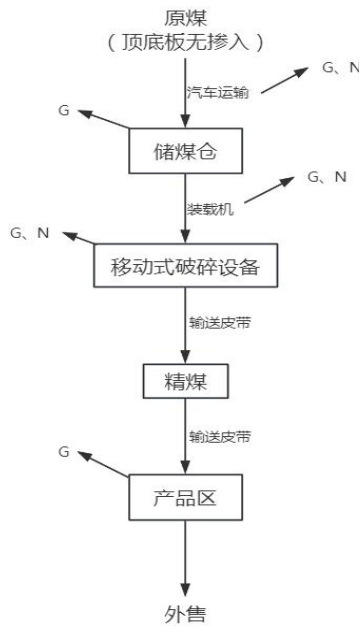 原煤
（顶底板无掺入）
G、N
汽车运输
G
储煤仓
G、N
装载机
G、N
移动式破碎设备
输送皮带
精煤
输送皮带
G
产品区
外售